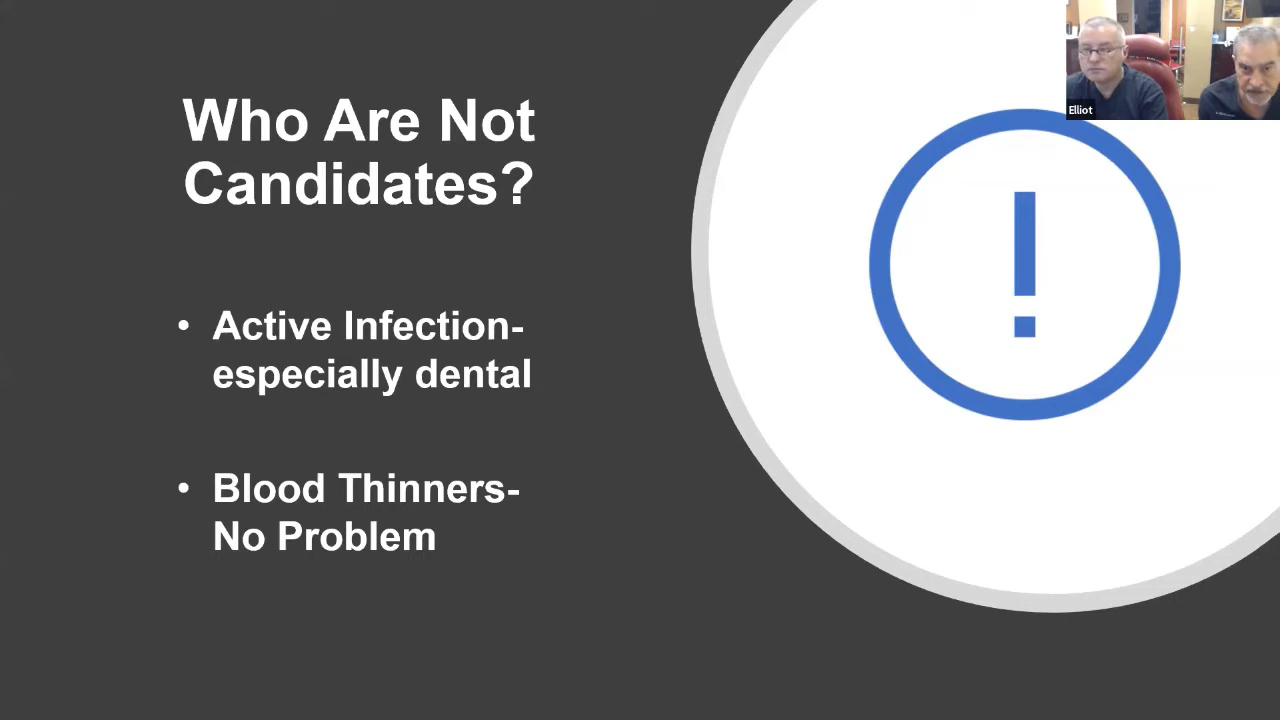 Who Are Not
Candidates?
• Active Infection-
especially dental
• Blood Thinners-
No Problem
Elliot